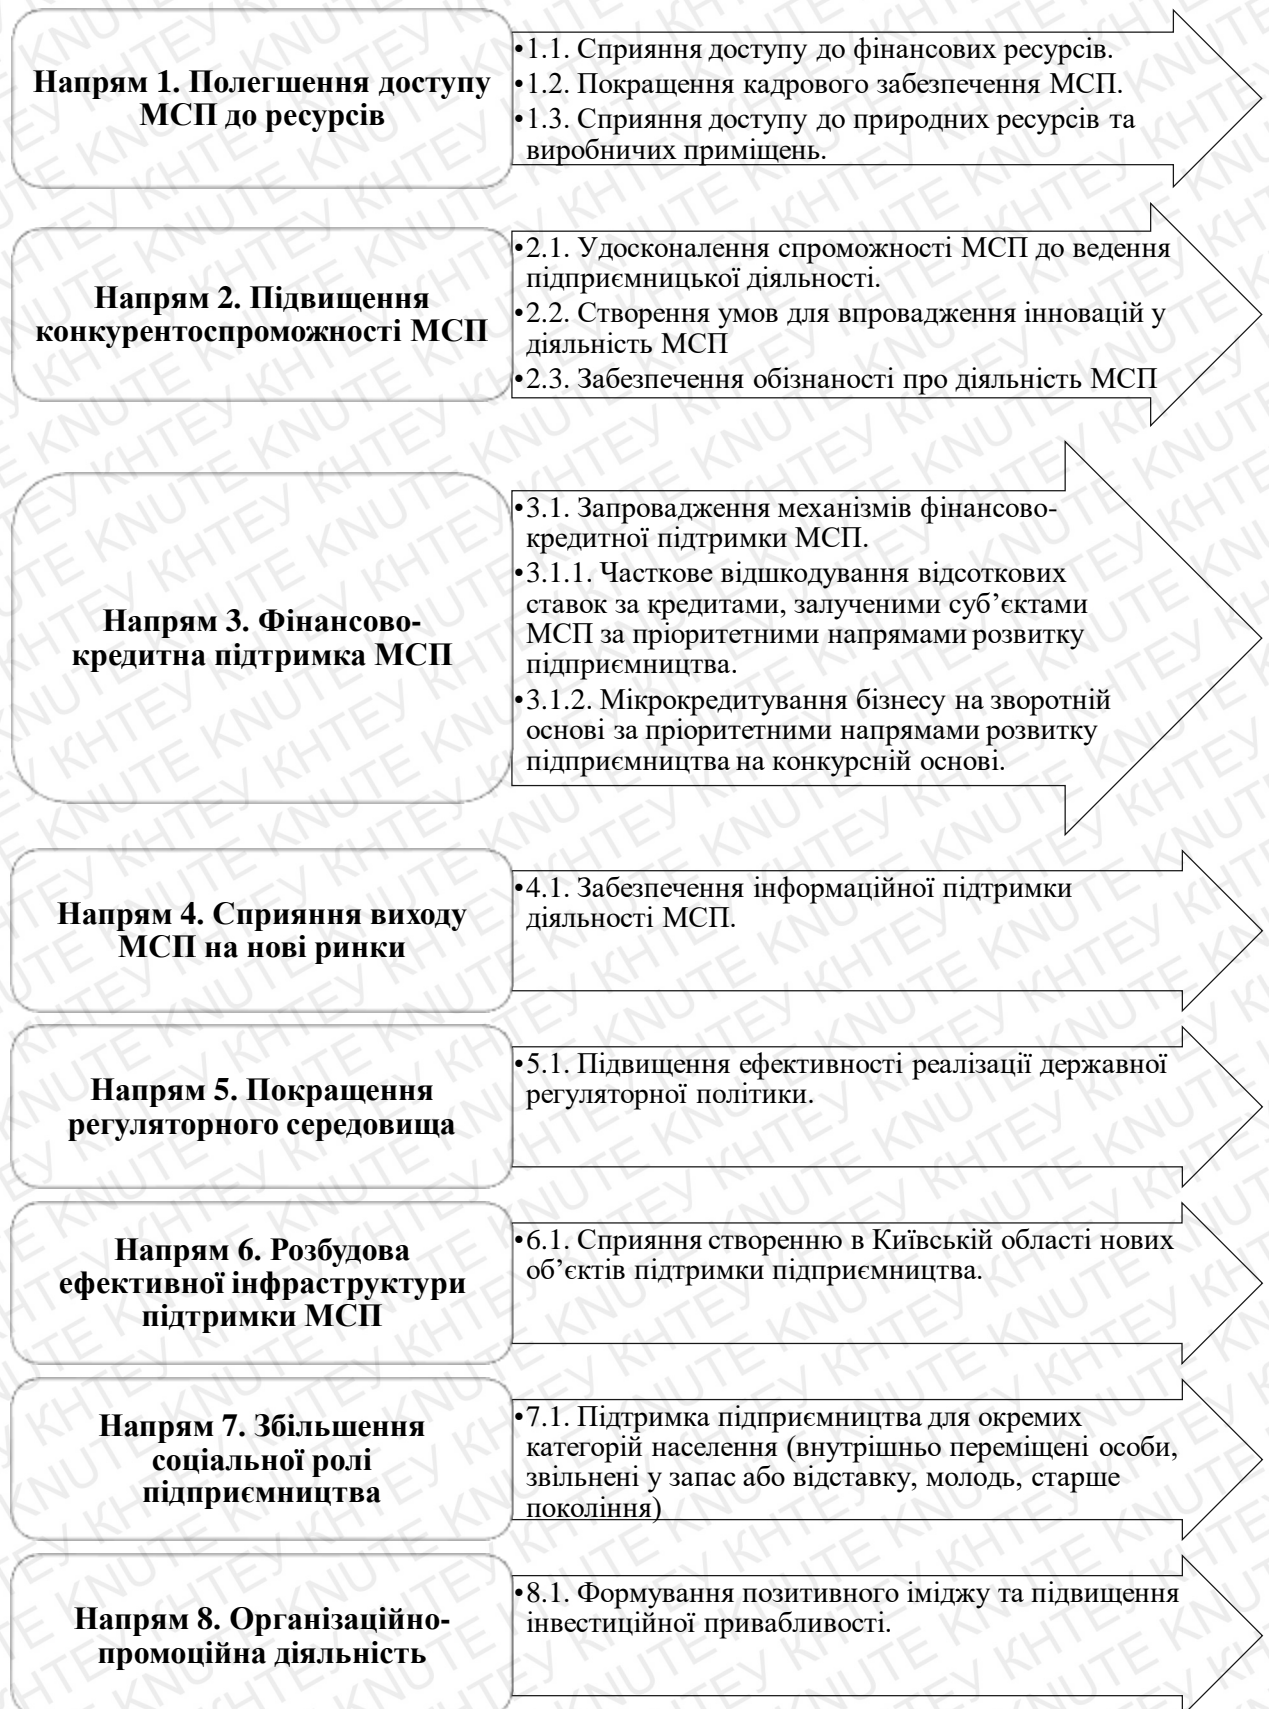 Напрям 1. Полегшення доступу
МСП до ресурсів
•1.1. Сприяння доступу до фінансових ресурсів.
•1.2. Покращення кадрового забезпечення МСП.
•1.3. Сприяння доступу до природних ресурсів та
виробничих приміщень.
Напрям 2. Підвищення
конкурентоспроможності МСП
•2.1. Удосконалення спроможності МСП до ведення
підприємницької діяльності.
•2.2. Створення умов для впровадження інновацій у
діяльність МСП
•2.3. Забезпечення обізнаності про діяльність МСП
Напрям 3. Фінансово-
кредитна підтримка МСП
•3.1. Запровадження механізмів фінансово-
кредитної підтримки МСП.
•3.1.1. Часткове відшкодування відсоткових
ставок за кредитами, залученими суб’єктами
МСП за пріоритетними напрямами розвитку
підприємництва.
•3.1.2. Мікрокредитування бізнесу на зворотній
основі за пріоритетними напрямами розвитку
підприємництва на конкурсній основі.
Напрям 4. Сприяння виходу
МСП на нові ринки
•4.1. Забезпечення інформаційної підтримки
діяльності МСП.
Напрям 5. Покращення
регуляторного середовища
•5.1. Підвищення ефективності реалізації державної
регуляторної політики.
Напрям 6. Розбудова
ефективної інфраструктури
підтримки МСП
•6.1. Сприяння створенню в Київській області нових
об’єктів підтримки підприємництва.
Напрям 7. Збільшення
соціальної ролі
підприємництва
•7.1. Підтримка підприємництва для окремих
категорій населення (внутрішньо переміщені особи,
звільнені у запас або відставку, молодь, старше
покоління)
Напрям 8. Організаційно-
промоційна діяльність
•8.1. Формування позитивного іміджу та підвищення
інвестиційної привабливості.